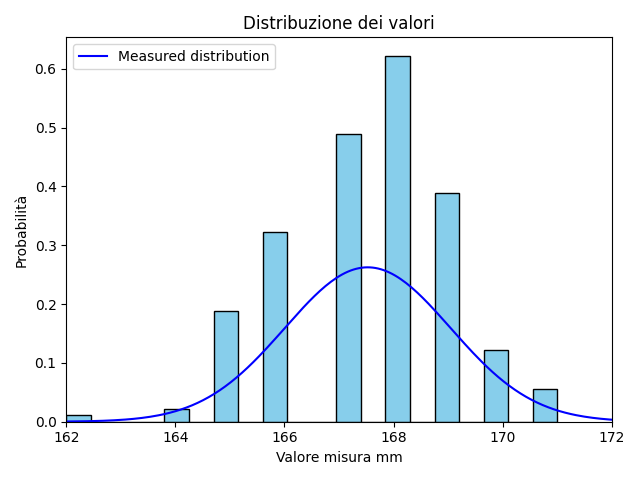 Distribuzione dei valori
Measured distribution
0.6
0.5
0.4
0.3
0.2
0.1
0.0
Probabilità
162 164 166 168 170 172
Valore misura mm